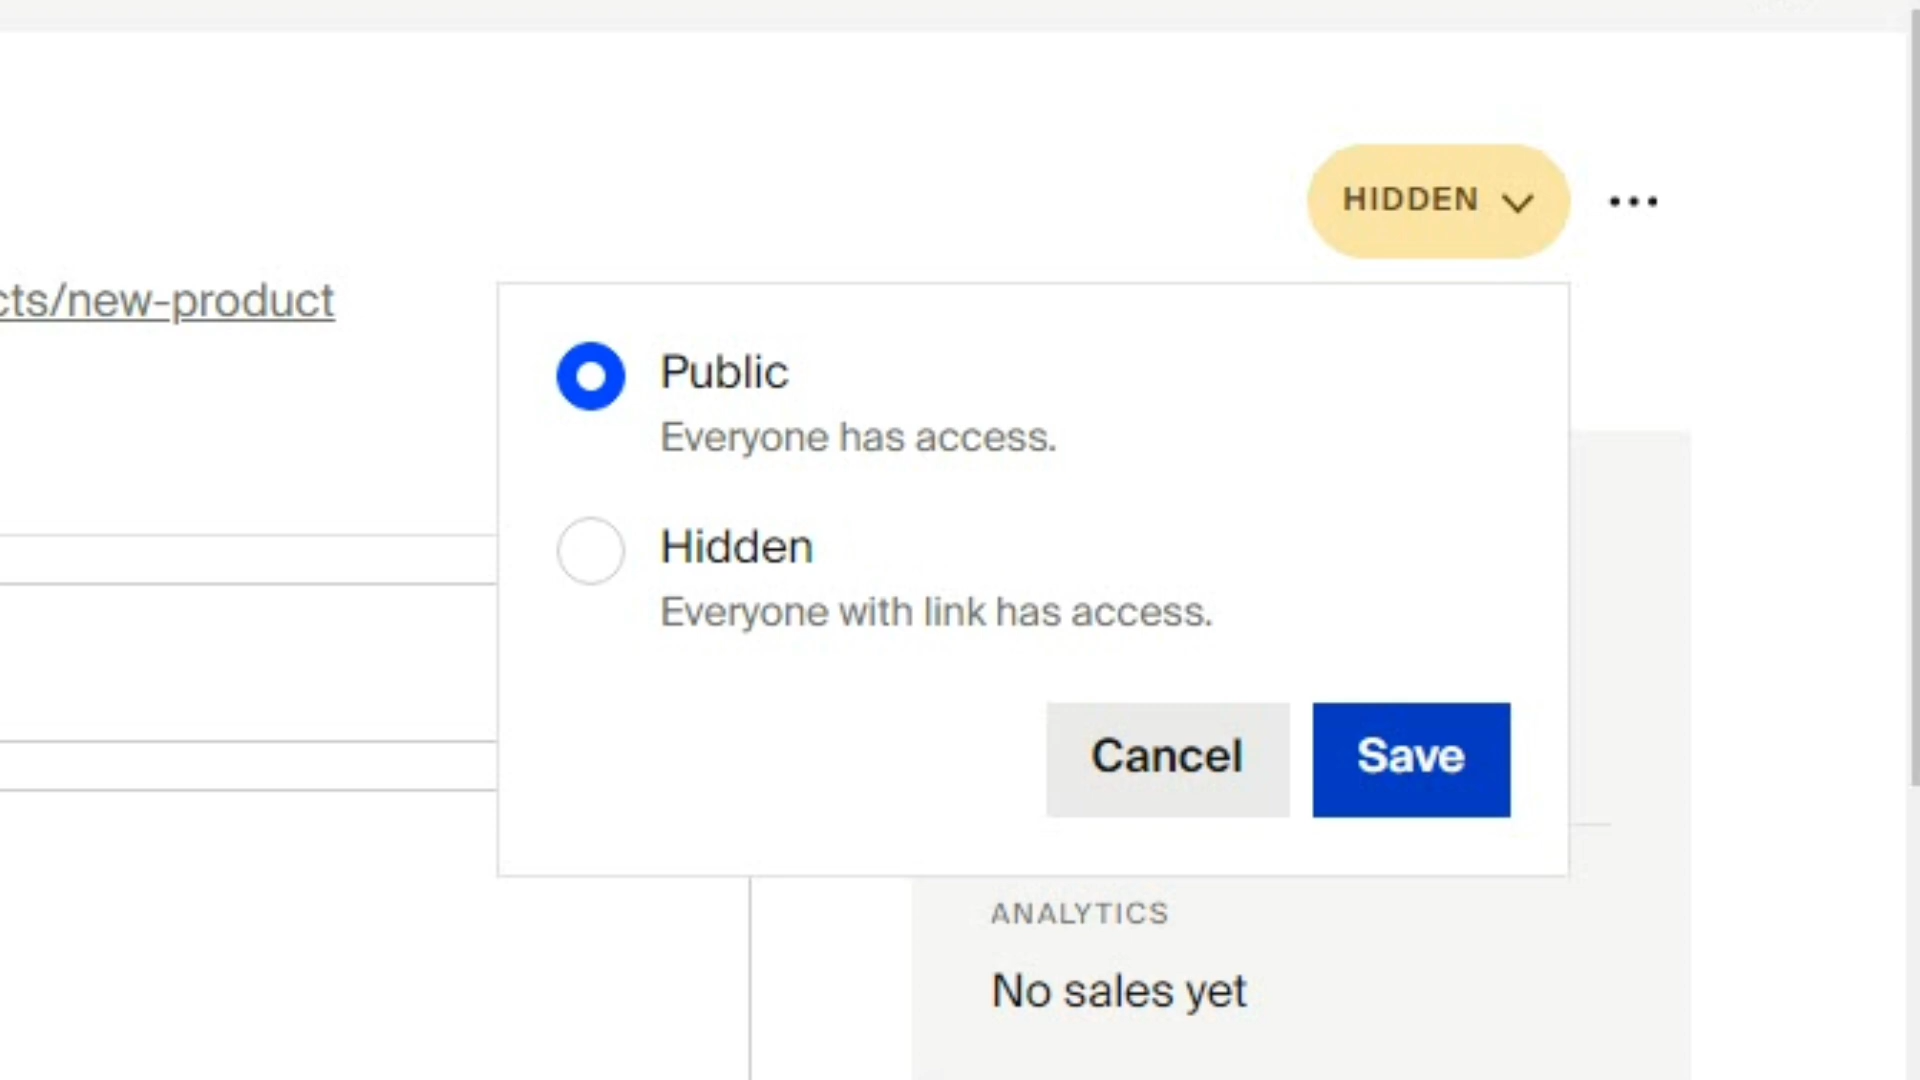 HIDDEN
cts/new-product
Public
Everyone has access.
Hidden
Everyone with link has access.
Cancel Save
ANALYTICS
No sales yet